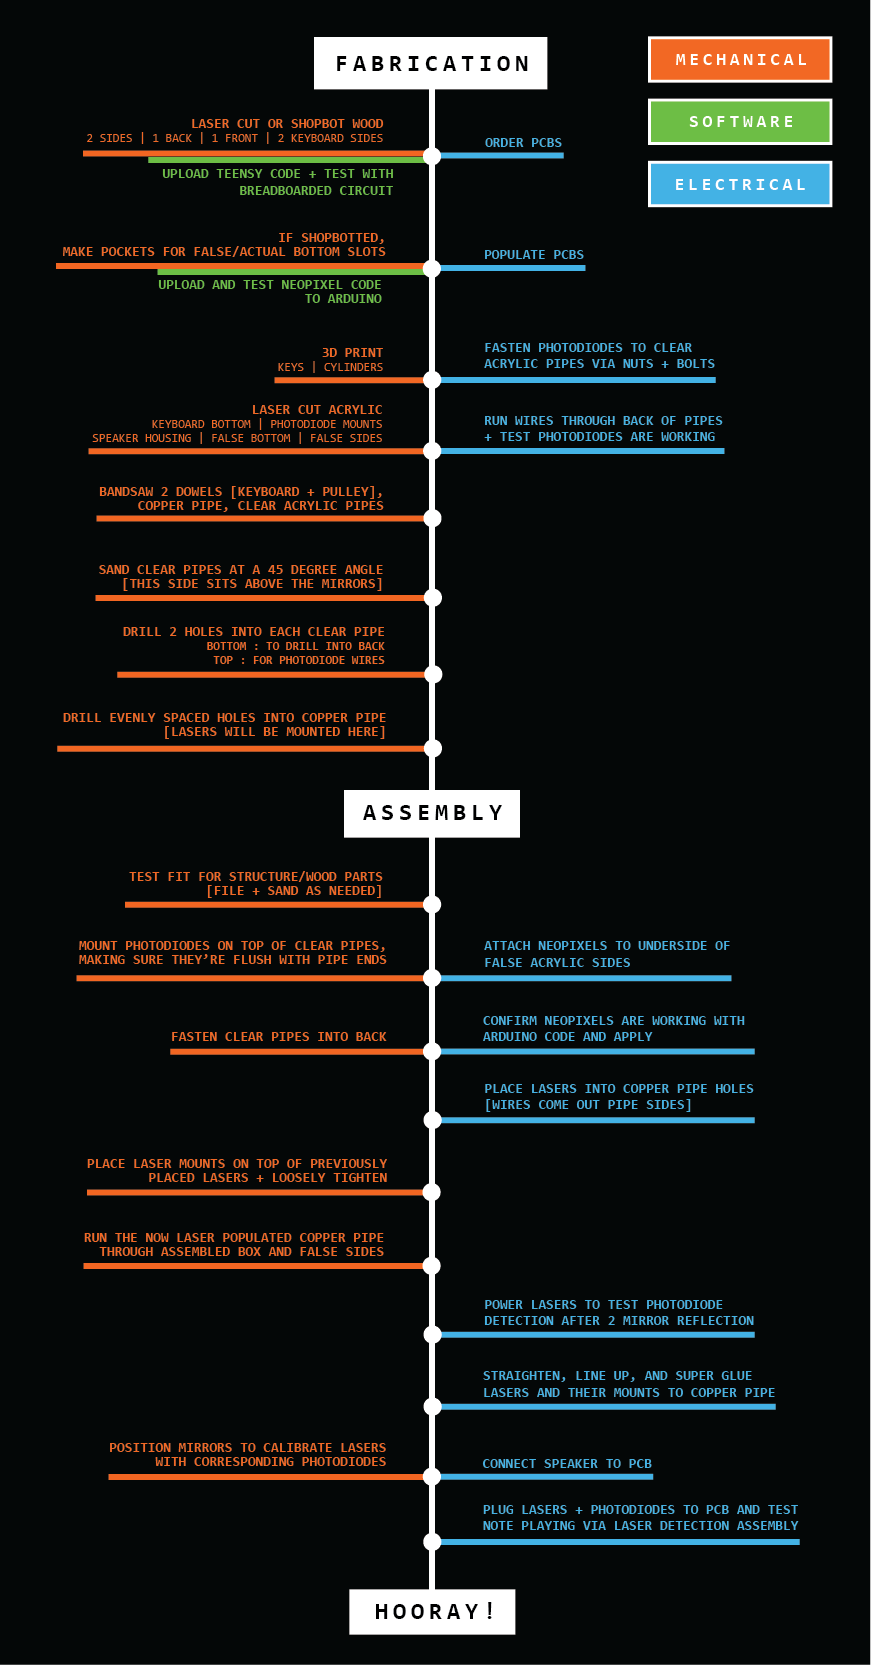 FABRICATION
MECHANICAL
SOFTWARE
ELECTRICAL
LASER CUT OR SHOPBOT WOOD
2 SIDES | 1 BACK | 1 FRONT | 2 KEYBOARD SIDES
ORDER PCBS
UPLOAD TEENSY CODE + TEST WITH
BREADBOARDED CIRCUIT
IF SHOPBOTTED,
MAKE POCKETS FOR FALSE/ACTUAL BOTTOM SLOTS
POPULATE PCBS
UPLOAD AND TEST NEOPIXEL CODE
TO ARDUINO
3D PRINT
KEYS | CYLINDERS
FASTEN PHOTODIODES TO CLEAR
ACRYLIC PIPES VIA NUTS + BOLTS
LASER CUT ACRYLIC
KEYBOARD BOTTOM | PHOTODIODE MOUNTS
SPEAKER HOUSING | FALSE BOTTOM | FALSE SIDES
RUN WIRES THROUGH BACK OF PIPES
+ TEST PHOTODIODES ARE WORKING
BANDSAW 2 DOWELS [KEYBOARD + PULLEY],
COPPER PIPE, CLEAR ACRYLIC PIPES
SAND CLEAR PIPES AT A 45 DEGREE ANGLE
[THIS SIDE SITS ABOVE THE MIRRORS]
DRILL 2 HOLES INTO EACH CLEAR PIPE
BOTTOM : TO DRILL INTO BACK
TOP : FOR PHOTODIODE WIRES
DRILL EVENLY SPACED HOLES INTO COPPER PIPE
[LASERS WILL BE MOUNTED HERE]
ASSEMBLY
TEST FIT FOR STRUCTURE/WOOD PARTS
[FILE + SAND AS NEEDED]
MOUNT PHOTODIODES ON TOP OF CLEAR PIPES,
MAKING SURE THEY'RE FLUSH WITH PIPE ENDS
ATTACH NEOPIXELS TO UNDERSIDE OF
FALSE ACRYLIC SIDES
FASTEN CLEAR PIPES INTO BACK
CONFIRM NEOPIXELS ARE WORKING WITH
ARDUINO CODE AND APPLY
PLACE LASERS INTO COPPER PIPE HOLES
[WIRES COME OUT PIPE SIDES]
PLACE LASER MOUNTS ON TOP OF PREVIOUSLY
PLACED LASERS + LOOSELY TIGHTEN
RUN THE NOW LASER POPULATED COPPER PIPE
THROUGH ASSEMBLED BOX AND FALSE SIDES
POWER LASERS TO TEST PHOTODIODE
DETECTION AFTER 2 MIRROR REFLECTION
STRAIGHTEN, LINE UP, AND SUPER GLUE
LASERS AND THEIR MOUNTS TO COPPER PIPE
POSITION MIRRORS TO CALIBRATE LASERS
WITH CORRESPONDING PHOTODIODES
CONNECT SPEAKER TO PCB
PLUG LASERS + PHOTODIODES TO PCB AND TEST
NOTE PLAYING VIA LASER DETECTION ASSEMBLY
HOORAY!